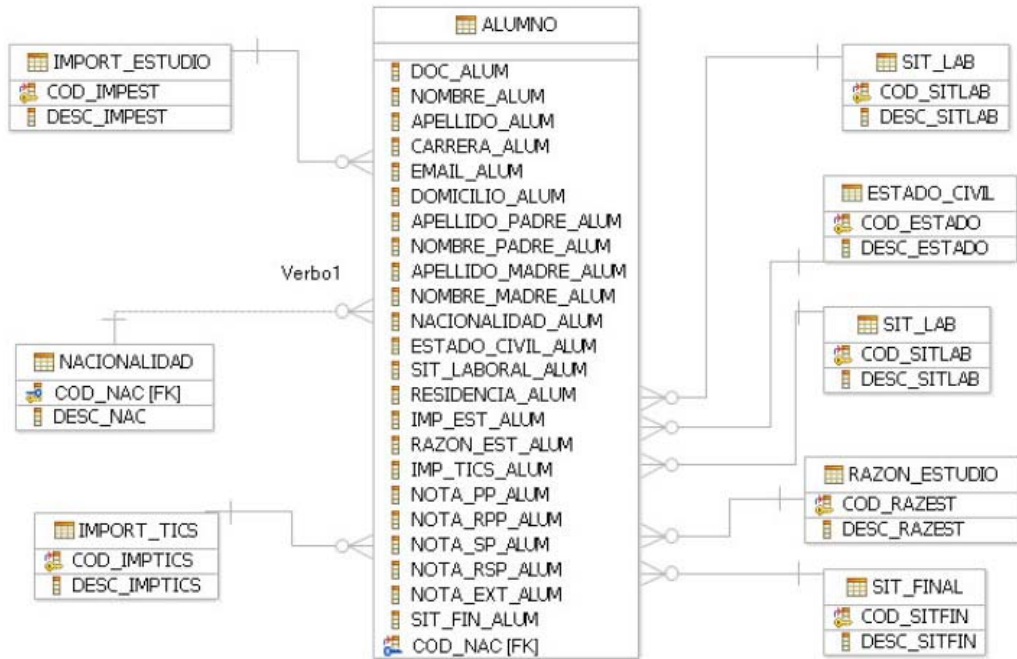 IMPORT_ESTUDIO
COD_IMPEST
DESC_IMPEST
Verbo1
NACIONALIDAD
COD_NAC [FK]
DESC_NAC
IMPORT_TICS
COD_IMPTICS
DESC_IMPTICS
ALUMNO
DOC_ALUM
NOMBRE_ALUM
APELLIDO_ALUM
CARRERA_ALUM
EMAIL_ALUM
DOMICILIO_ALUM
APELLIDO_PADRE_ALUM
NOMBRE_PADRE_ALUM
APELLIDO_MADRE_ALUM
NOMBRE_MADRE_ALUM
NACIONALIDAD_ALUM
ESTADO_CIVIL_ALUM
SIT_LABORAL_ALUM
RESIDENCIA_ALUM
IMP_EST_ALUM
RAZON_EST_ALUM
IMP_TICS_ALUM
NOTA_PP_ALUM
NOTA_RPP_ALUM
NOTA_SP_ALUM
NOTA_RSP_ALUM
NOTA_EXT_ALUM
SIT_FIN_ALUM
COD_NAC [FK]
SIT_LAB
COD_SITLAB
DESC_SITLAB
ESTADO_CIVIL
COD_ESTADO
DESC_ESTADO
SIT_LAB
COD_SITLAB
DESC_SITLAB
RAZON_ESTUDIO
COD_RAZEST
DESC_RAZEST
SIT_FINAL
COD_SITFIN
DESC_SITFIN